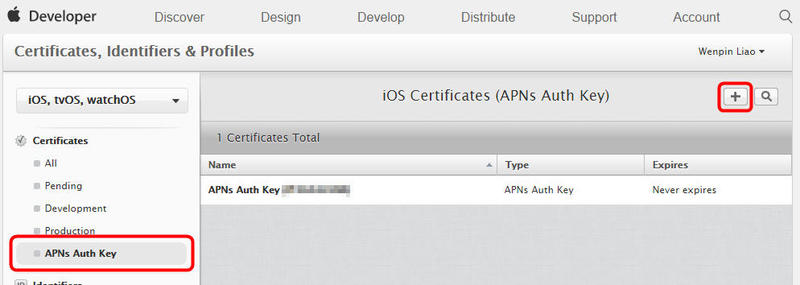 Developer Discover Design Develop Distribute Support Account
Certificates, Identifiers & Profiles Wenpin Liao
iOS, tvOS, watchOS
iOS Certificates (APNs Auth Key)
Certificates
1 Certificates Total
All
Name Type Expires
Pending
APNs Auth Key APNs Auth Key Never expires
Development
Production
APNs Auth Key
Identifiers